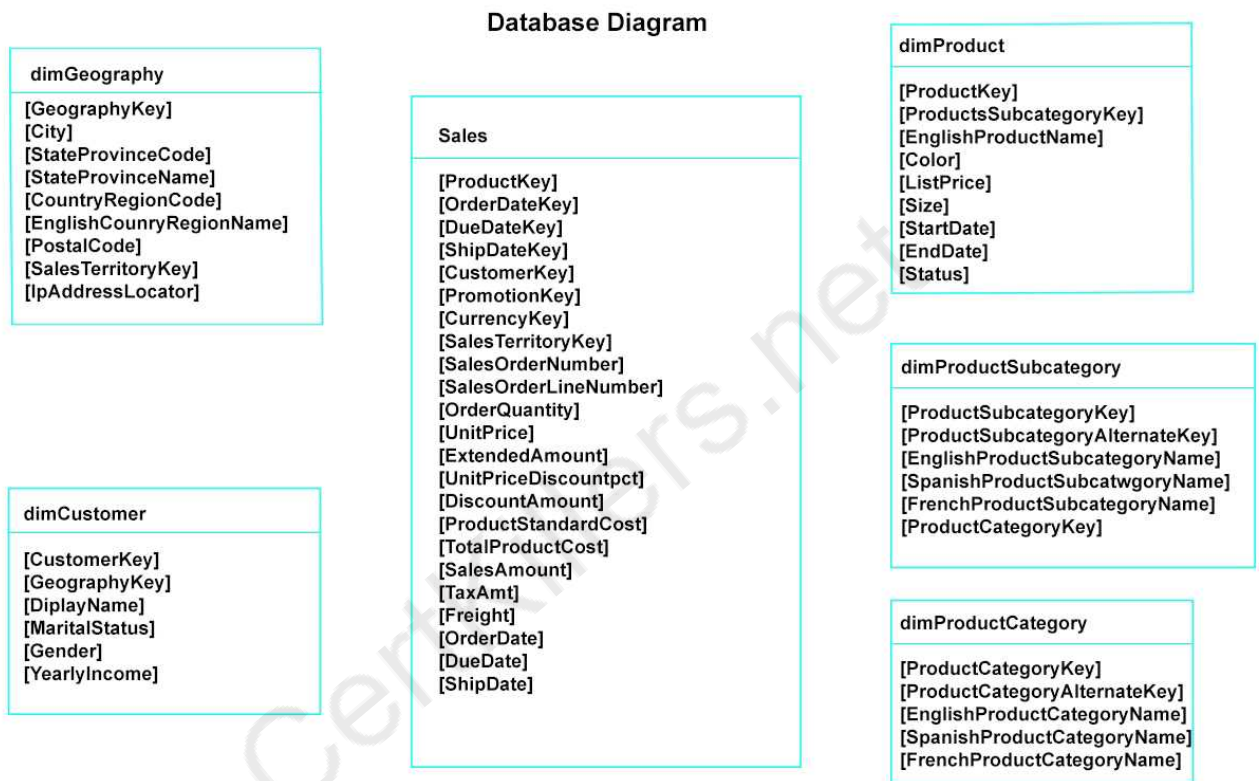 Database Diagram
dimGeography
[GeographyKey]
[City]
[StateProvinceCode]
[StateProvinceName]
[CountryRegionCode]
[EnglishCounryRegionName]
[PostalCode]
[SalesTerritoryKey]
[IpAddressLocator]
dimCustomer
[CustomerKey]
[GeographyKey]
[DiplayName]
[MaritalStatus]
[Gender]
[YearlyIncome]
Sales
[ProductKey]
[OrderDateKey]
[DueDateKey]
[ShipDateKey]
[CustomerKey]
[PromotionKey]
[CurrencyKey]
[SalesTerritoryKey]
[SalesOrderNumber]
[SalesOrderLineNumber]
[OrderQuantity]
[UnitPrice]
[ExtendedAmount]
[UnitPriceDiscountpct]
[DiscountAmount]
[ProductStandardCost]
[TotalProductCost]
[SalesAmount]
[TaxAmt]
[Freight]
[OrderDate]
[DueDate]
[ShipDate]
dimProduct
[ProductKey]
[ProductsSubcategoryKey]
[EnglishProductName]
[Color]
[ListPrice]
[Size]
[StartDate]
[EndDate]
[Status]
dimProductSubcategory
[ProductSubcategoryKey]
[ProductSubcategoryAlternateKey]
[EnglishProductSubcategoryName]
[SpanishProductSubcatwgoryName]
[FrenchProductSubcategoryName]
[ProductCategoryKey]
dimProductCategory
[ProductCategoryKey]
[ProductCategoryAlternateKey]
[EnglishProductCategoryName]
[SpanishProductCategoryName]
[FrenchProductCategoryName]
CertKillers.net